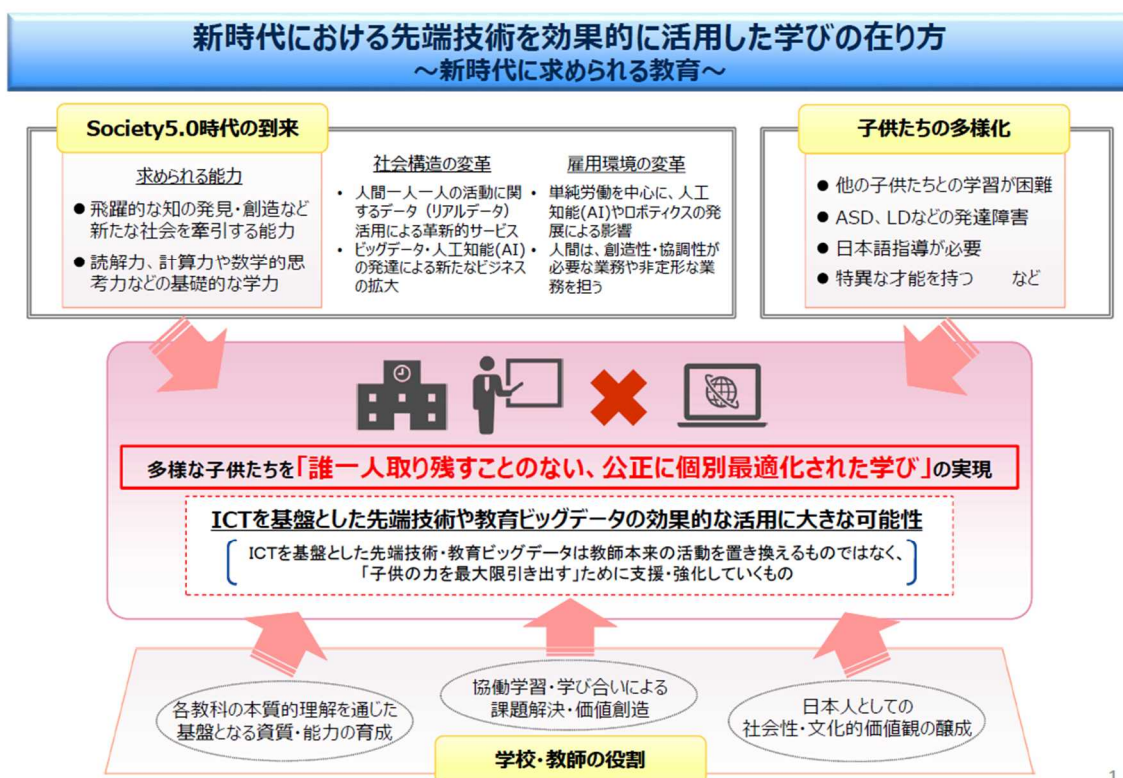 新時代における先端技術を効果的に活用した学びの在り方
～新時代に求められる教育～
Society5.0時代の到来
求められる能力
● 飛躍的な知の発見・創造など
新たな社会を牽引する能力
● 読解力、計算力や数学的思
考力などの基礎的な学力
社会構造の変革
• 人間一人一人の活動に関
するデータ（リアルデータ）
活用による革新的サービス
• ビッグデータ・人工知能(AI)
の発達による新たなビジネス
の拡大
雇用環境の変革
• 単純労働を中心に、人工
知能(AI)やロボティクスの発
展による影響
• 人間は、創造性・協調性が
必要な業務や非定形な業
務を担う
子供たちの多様化
● 他の子供たちとの学習が困難
● ASD、LDなどの発達障害
● 日本語指導が必要
● 特異な才能を持つ　　など
多様な子供たちを「誰一人取り残すことのない、公正に個別最適化された学び」の実現
ICTを基盤とした先端技術や教育ビッグデータの効果的な活用に大きな可能性
ICTを基盤とした先端技術・教育ビッグデータは教師本来の活動を置き換えるものではなく、
「子供の力を最大限引き出す」ために支援・強化していくもの
各教科の本質的理解を通じた
基盤となる資質・能力の育成
協働学習・学び合いによる
課題解決・価値創造
日本人としての
社会性・文化的価値観の醸成
学校・教師の役割
1